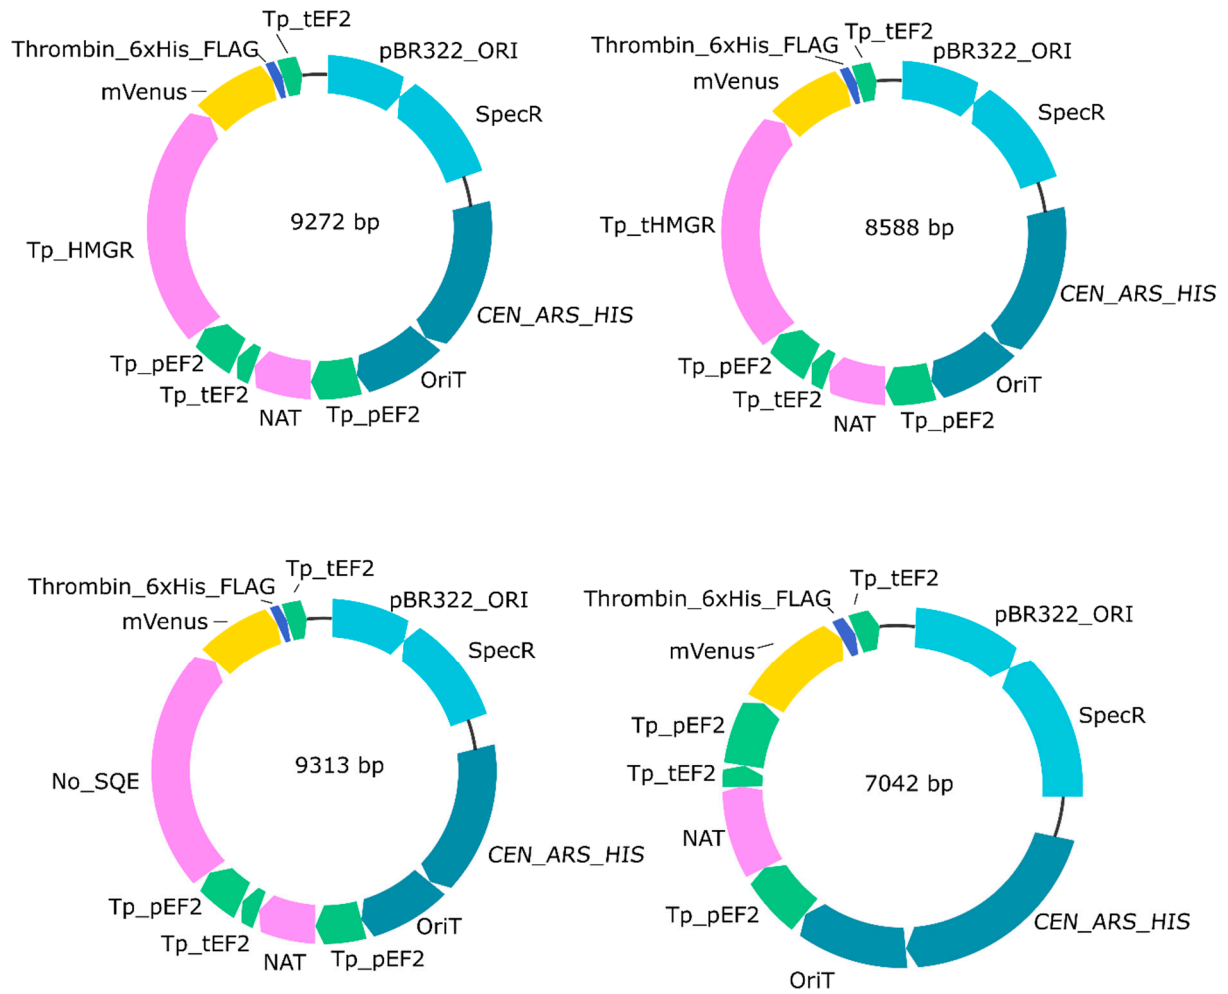 Tp_tEF2
Thrombin_6xHis_FLAG
pBR322_ORI
mVenus
SpecR
9272 bp
Tp_HMGR
CEN_ARS_HIS
Tp_pEF2
OriT
Tp_tEF2
NAT
Tp_pEF2
Tp_tEF2
Thrombin_6xHis_FLAG
pBR322_ORI
mVenus
SpecR
Tp_tHMGR
8588 bp
CEN_ARS_HIS
Tp_pEF2
OriT
Tp_tEF2
NAT
Tp_pEF2
Tp_tEF2
Thrombin_6xHis_FLAG
pBR322_ORI
mVenus
SpecR
9313 bp
No_SQE
CEN_ARS_HIS
Tp_pEF2
OriT
Tp_tEF2
NAT
Tp_pEF2
Tp_tEF2
Thrombin_6xHis_FLAG
pBR322_ORI
mVenus
SpecR
Tp_pEF2
Tp_tEF2
7042 bp
NAT
Tp_pEF2
CEN_ARS_HIS
OriT